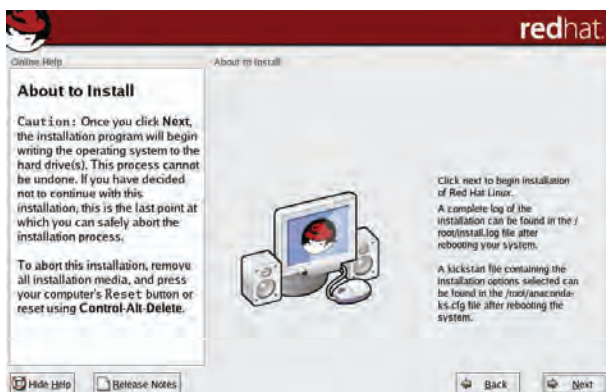 redhat.
Online Help
About to Install
About to Install
Caution: Once you click Next,
the installation program will begin
writing the operating system to the
hard drive(s). This process cannot
be undone. If you have decided
not to continue with this
installation, this is the last point at
which you can safely abort the
installation process.
To abort this installation, remove
all installation media, and press
your computer's Reset button or
reset using Control-Alt-Delete.
Click next to begin installation
of Red Hat Linux.
A complete log of the
installation can be found in the /
root/install.log file after
rebooting your system.
A kickstart file containing the
installation options selected can
be found in the /root/anaconda-
ks.cfg file after rebooting the
system.
Hide Help
Release Notes
Back
Next